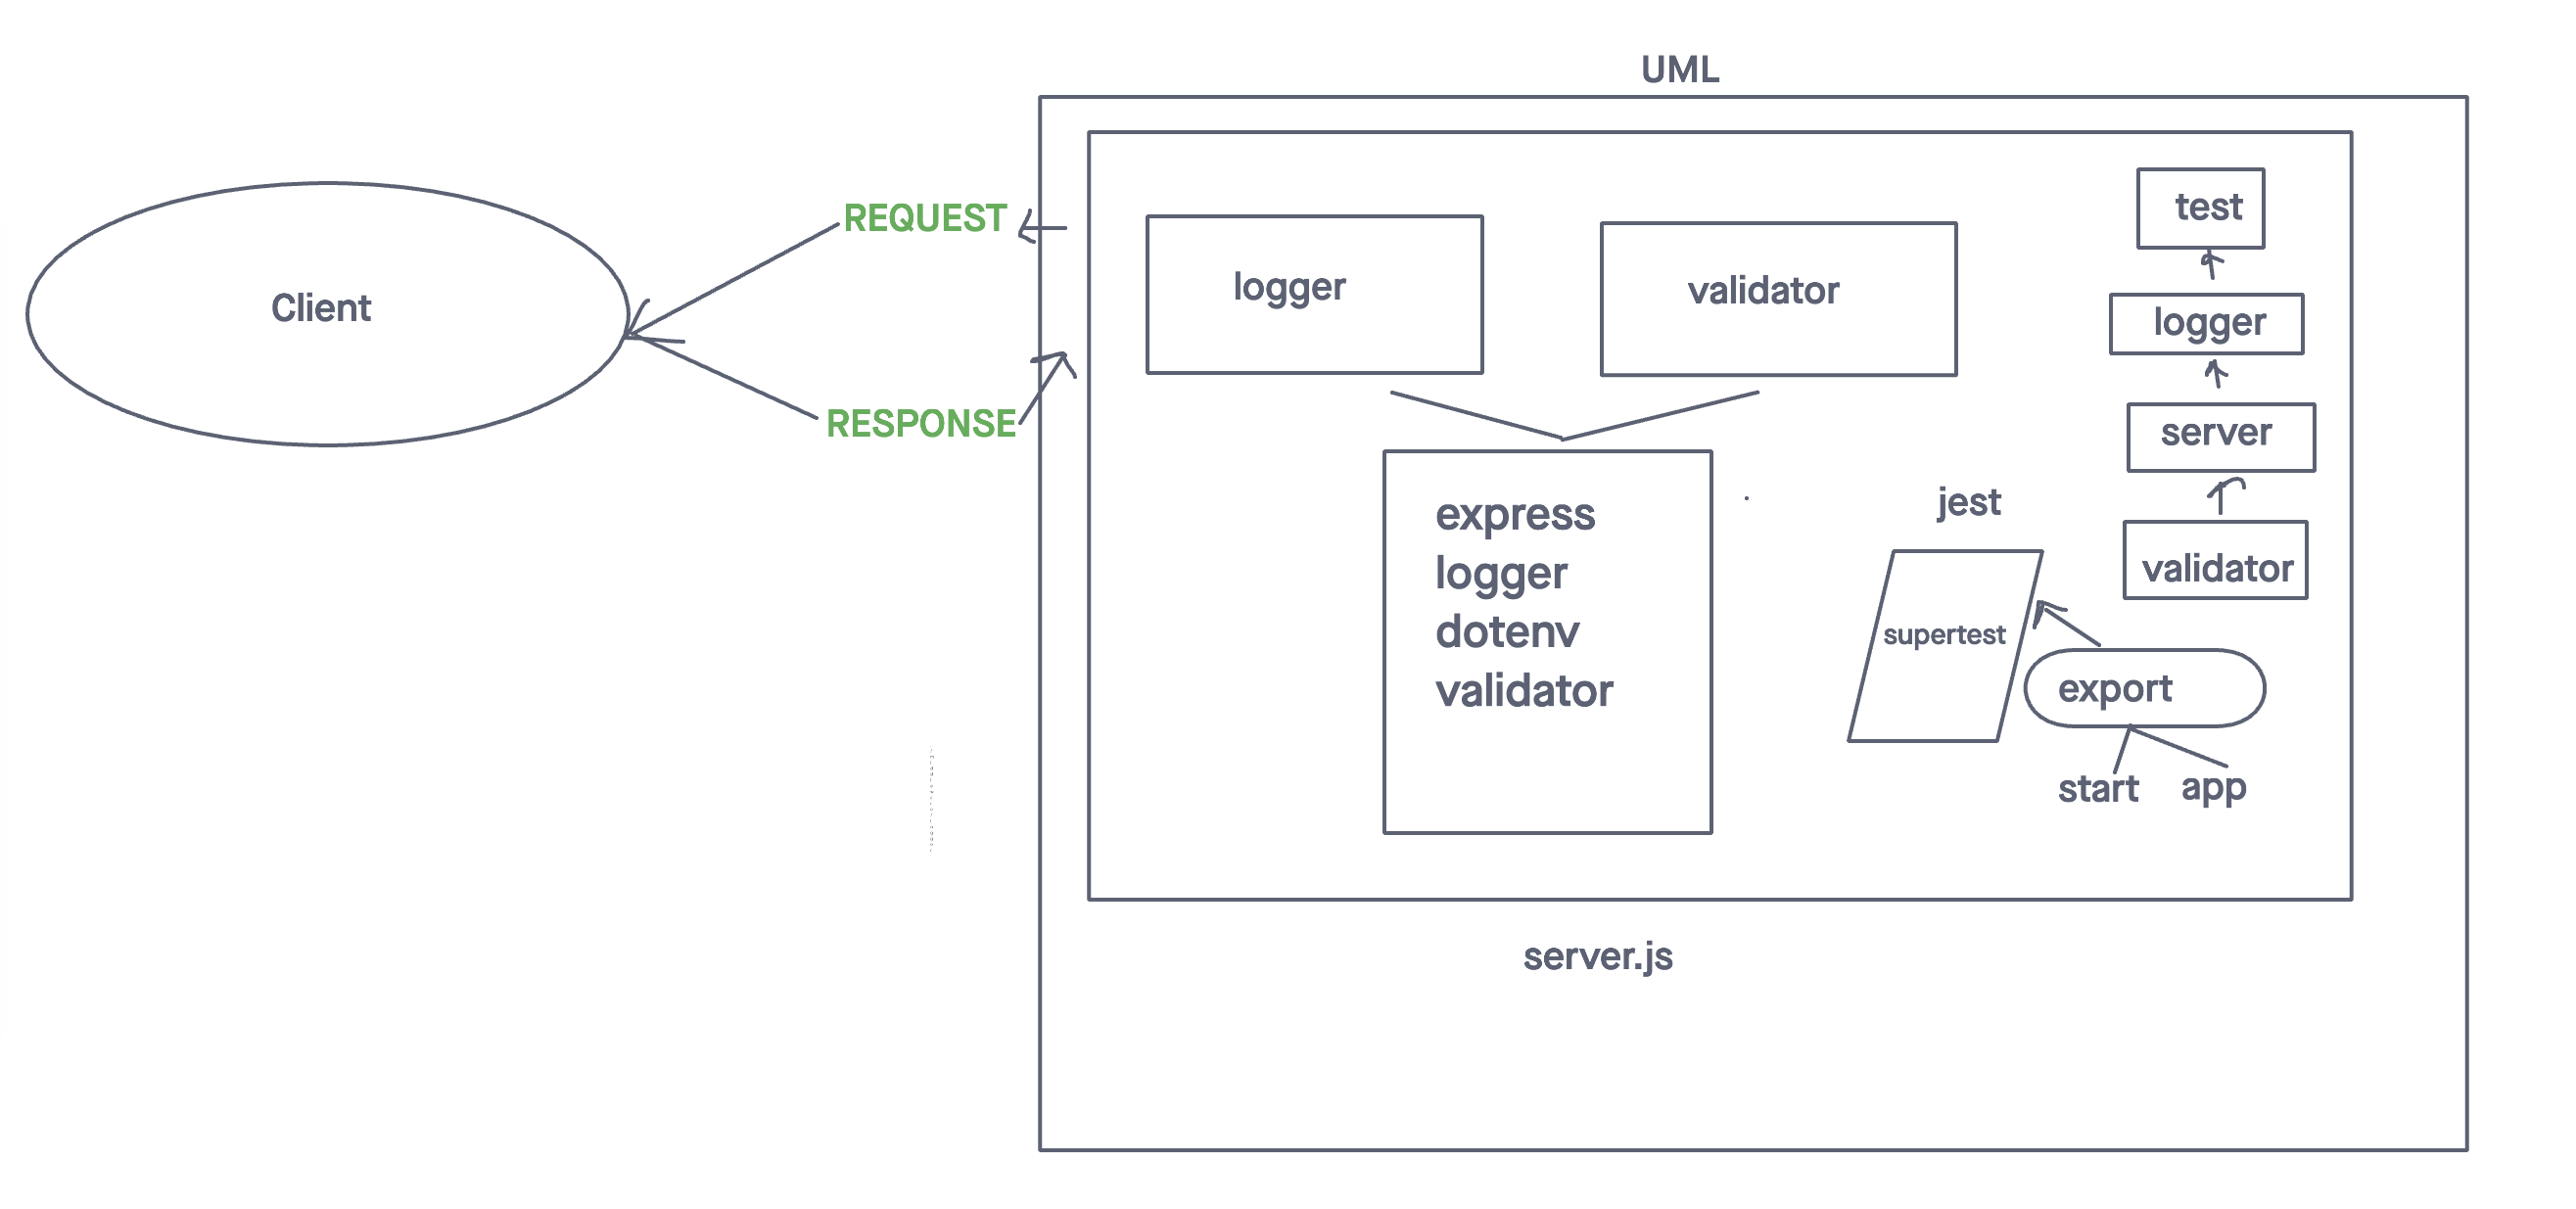 UML
Client
REQUEST
RESPONSE
logger
validator
express
logger
dotenv
validator
test
logger
server
validator
jest
supertest
export
start
app
server.js